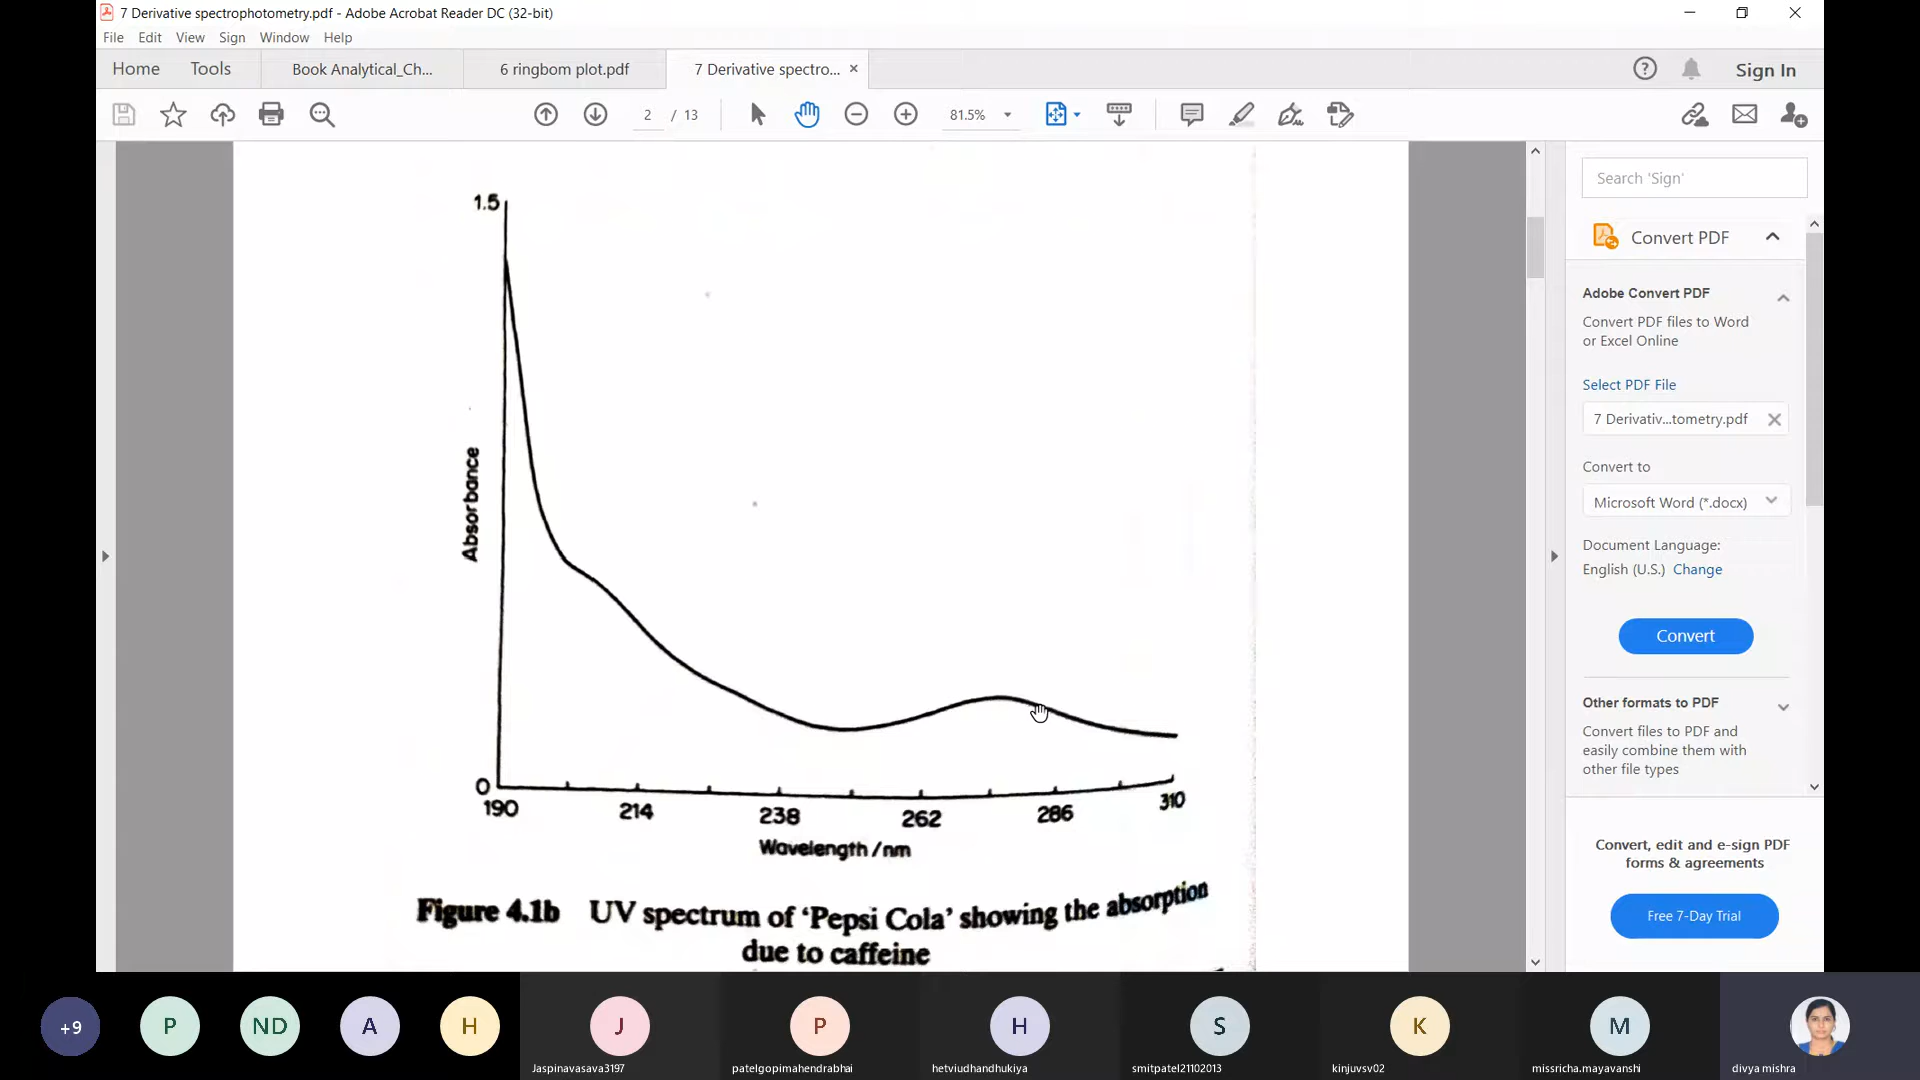 7 Derivative spectrophotometry.pdf - Adobe Acrobat Reader DC (32-bit)
File Edit View Sign Window Help
Home Tools Book Analytical_Ch... 6 ringbom plot.pdf 7 Derivative spectro... × Sign In
2 / 13 81.5%
Search 'Sign'
Convert PDF
Adobe Convert PDF
Convert PDF files to Word
or Excel Online
Select PDF File
7 Derivativ...tometry.pdf
Convert to
Microsoft Word (*.docx)
Document Language:
English (U.S.) Change
Convert
Other formats to PDF
Convert files to PDF and
easily combine them with
other file types
Convert, edit and e-sign PDF
forms & agreements
Free 7-Day Trial
1.5
Absorbance
0
190 214 238 262 286 310
Wavelength/nm
Figure 4.1b UV spectrum of 'Pepsi Cola' showing the absorption
due to caffeine
+9 P ND A H J P H S K M
Jaspinavasava3197 patelgopimahendrabhai hetviudhandhukiya smitpatel21102013 kinjuvsv02 missricha.mayavanshi divya mishra